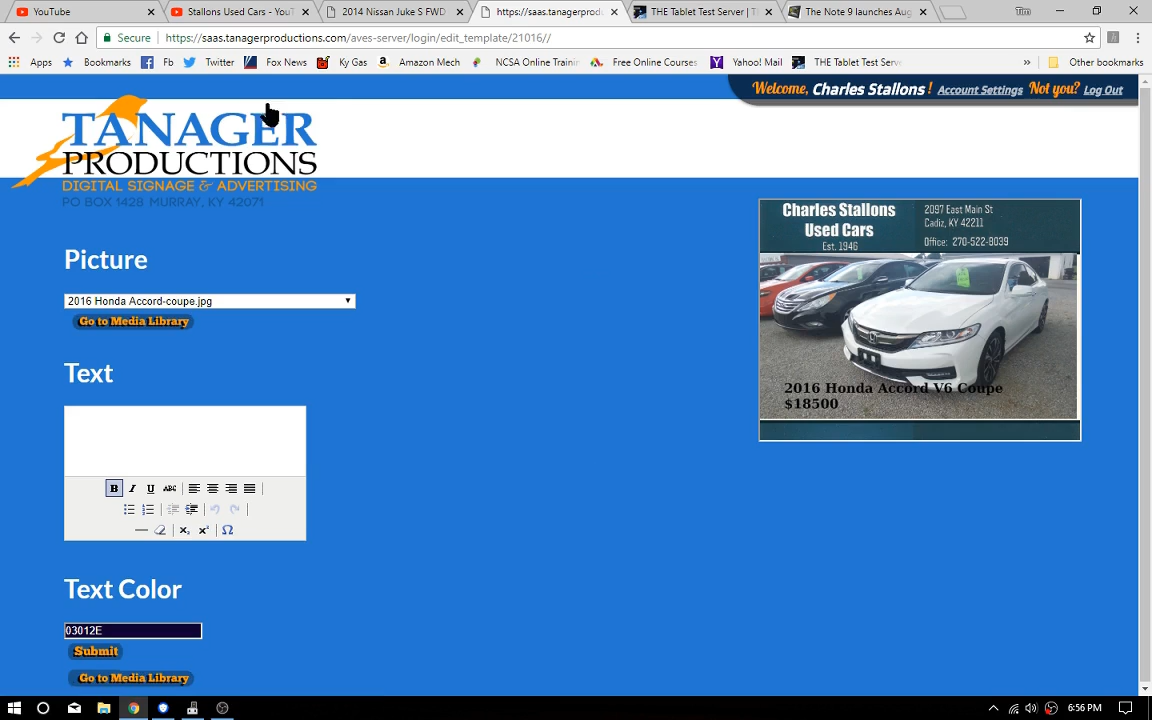 YouTube
Stallons Used Cars - YouT
2014 Nissan Juke S FWD
https://saas.tanagerprodu
THE Tablet Test Server | T
The Note 9 launches Aug
Tim
Secure
https://saas.tanagerproductions.com/aves-server/login/edit_template/21016//
Apps
Bookmarks
Fb
Twitter
Fox News
Ky Gas
Amazon Mech
NCSA Online Trainin
Free Online Courses
Yahoo! Mail
THE Tablet Test Serve
»
Other bookmarks
Welcome, Charles Stallons ! Account Settings Not you? Log Out
TANAGER
PRODUCTIONS
DIGITAL SIGNAGE & ADVERTISING
PO BOX 1428 MURRAY, KY 42071
Charles Stallons
Used Cars
Est. 1946
2097 East Main St
Cadiz, KY 42211
Office: 270-522-8039
2016 Honda Accord V6 Coupe
$18500
Picture
2016 Honda Accord-coupe.jpg
Go to Media Library
Text
B I U ABC
Ω
Text Color
03012E
Submit
Go to Media Library
6:56 PM